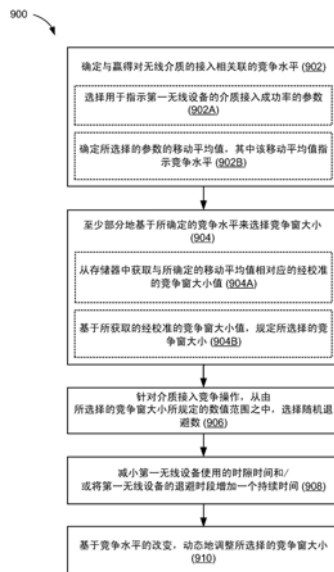 900
确定与赢得对无线介质的接入相关联的竞争水平 (902)
选择用于指示第一无线设备的介质接入成功率的参数
(902A)
确定所选择的参数的移动平均值，其中该移动平均值指
示竞争水平 (902B)
至少部分地基于所确定的竞争水平来选择竞争窗大小
(904)
从存储器中获取与所确定的移动平均值相对应的经校准
的竞争窗大小值 (904A)
基于所获取的经校准的竞争窗大小值，规定所选择的竞
争窗大小 (904B)
针对介质接入竞争操作，从由
所选择的竞争窗大小所规定的数值范围之中，选择随机退
避数 (906)
减小第一无线设备使用的时隙时间和/
或将第一无线设备的退避时段增加一个持续时间 (908)
基于竞争水平的改变，动态地调整所选择的竞争窗大小
(910)